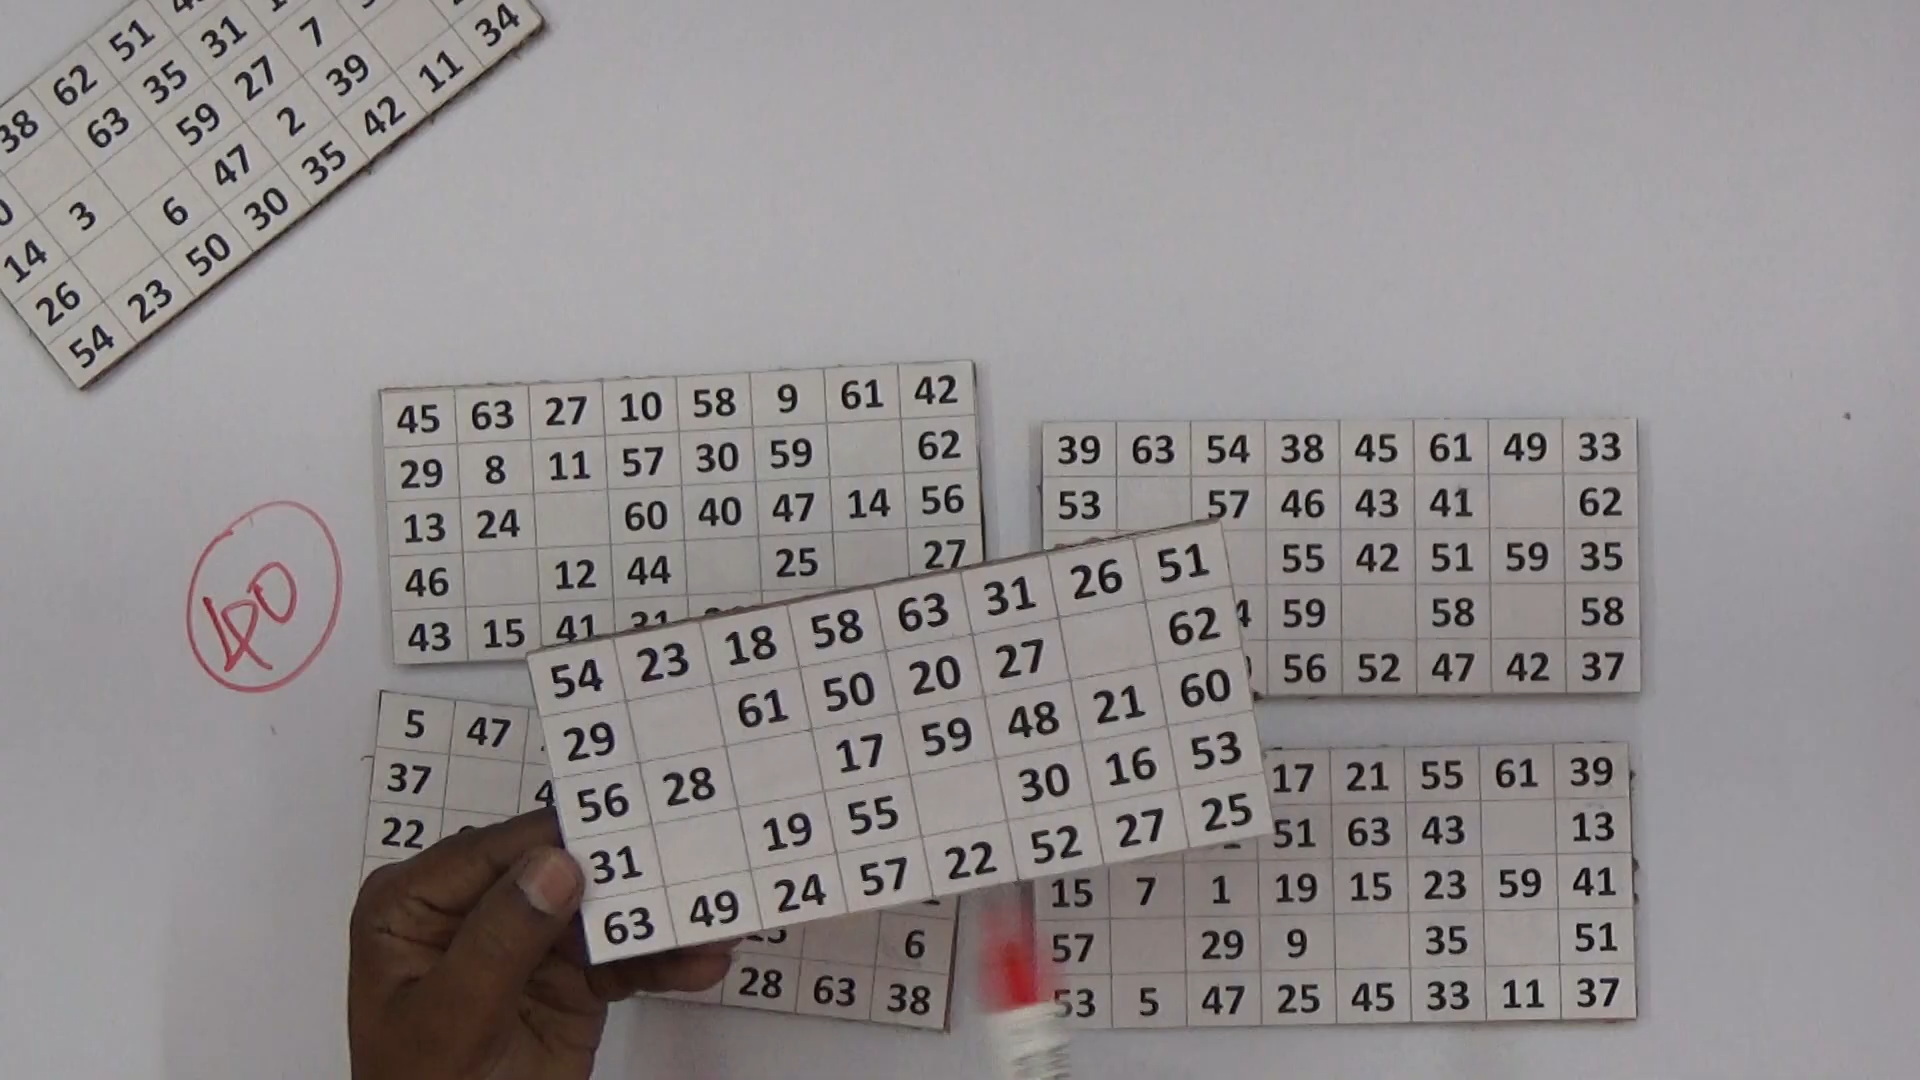 51
38 62 63 35 31
59 27 7
14 3 47 2 39
26 6 30 35 42 11 34
54 23 50
45 63 27 10 58 9 61 42
29 8 11 57 30 59 62
13 24 60 40 47 14 56
46 12 44 25 27
43 15 41
39 63 54 38 45 61 49 33
53 57 46 43 41 62
55 42 51 59 35
59 58 58
56 52 47 42 37
40
54 23 18 58 63 31 26 51
29 61 50 20 27 62
56 28 17 59 48 21 60
31 19 55 30 16 53
63 49 24 57 22 52 27 25
5 47
37
22
6
28 63 38
17 21 55 61 39
51 63 43 13
15 7 1 19 15 23 59 41
57 29 9 35 51
53 5 47 25 45 33 11 37